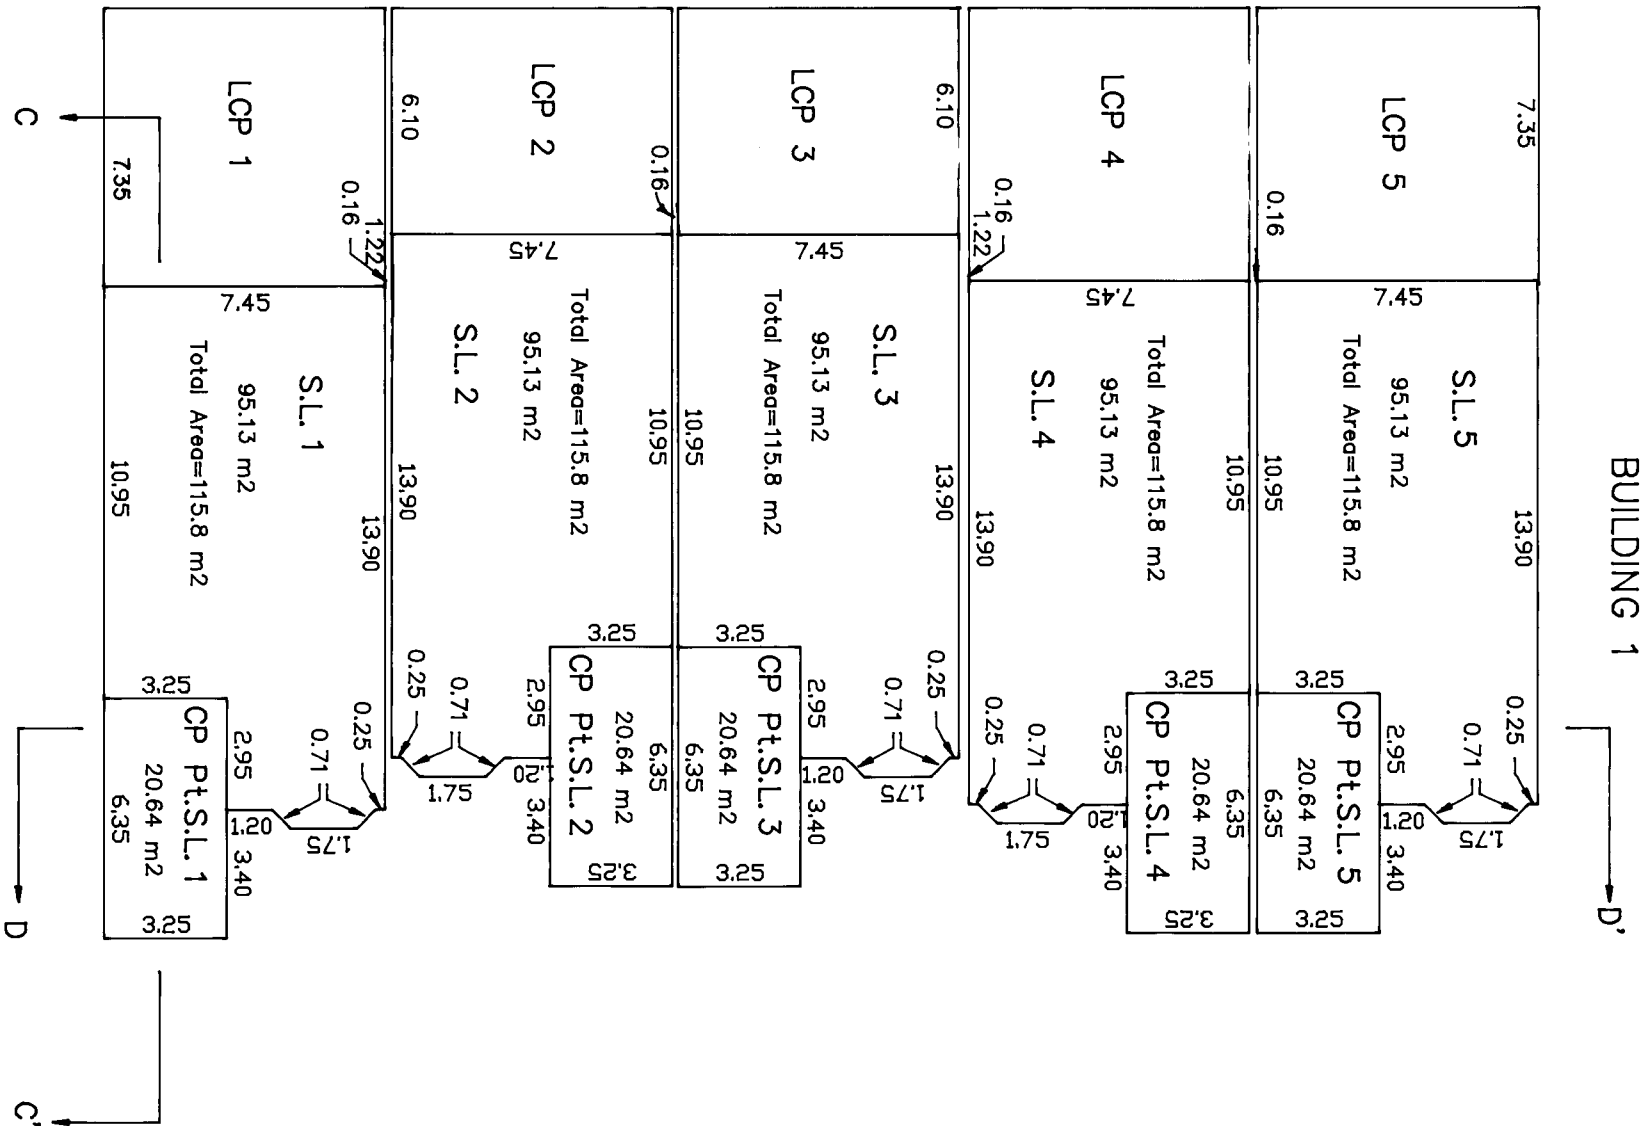 BUILDING 1
LCP 1
LCP 2
LCP 3
LCP 4
LCP 5
C
7.35
6.10
0.16
6.10
7.35
0.16
1.22
0.16
1.22
0.16
7.45
7.45
7.45
7.45
7.45
S.L. 1
95.13 m2
Total Area=115.8 m2
10.95
13.90
S.L. 2
95.13 m2
Total Area=115.8 m2
13.90
10.95
S.L. 3
95.13 m2
Total Area=115.8 m2
10.95
13.90
S.L. 4
95.13 m2
Total Area=115.8 m2
13.90
10.95
S.L. 5
95.13 m2
Total Area=115.8 m2
10.95
13.90
3.25
CP Pt.S.L. 1
20.64 m2
6.35
2.95
3.40
3.25
1.20
0.71
1.75
0.25
3.25
CP Pt.S.L. 2
20.64 m2
6.35
2.95
3.40
3.25
1.20
0.71
1.75
0.25
3.25
CP Pt.S.L. 3
20.64 m2
6.35
2.95
3.40
3.25
1.20
0.71
1.75
0.25
3.25
CP Pt.S.L. 4
20.64 m2
6.35
2.95
3.40
3.25
1.20
0.71
1.75
0.25
3.25
CP Pt.S.L. 5
20.64 m2
6.35
2.95
3.40
3.25
1.20
0.71
1.75
0.25
D
D'
C'